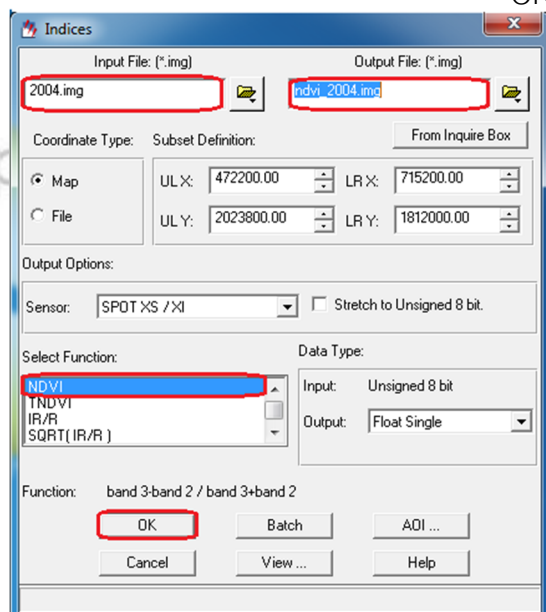 Indices
Input File: (*.img) Output File: (*.img)
2004.img ndvi_2004.img
Coordinate Type: Subset Definition: From Inquire Box
Map UL X: 472200.00 LR X: 715200.00
File UL Y: 2023800.00 LR Y: 1812000.00
Output Options:
Sensor: SPOT XS / XI Stretch to Unsigned 8 bit.
Select Function: Data Type:
NDVI Input: Unsigned 8 bit
TNDVI
IR/R Output: Float Single
SQRT( IR/R )
Function: band 3-band 2 / band 3+band 2
OK Batch AOI ...
Cancel View ... Help